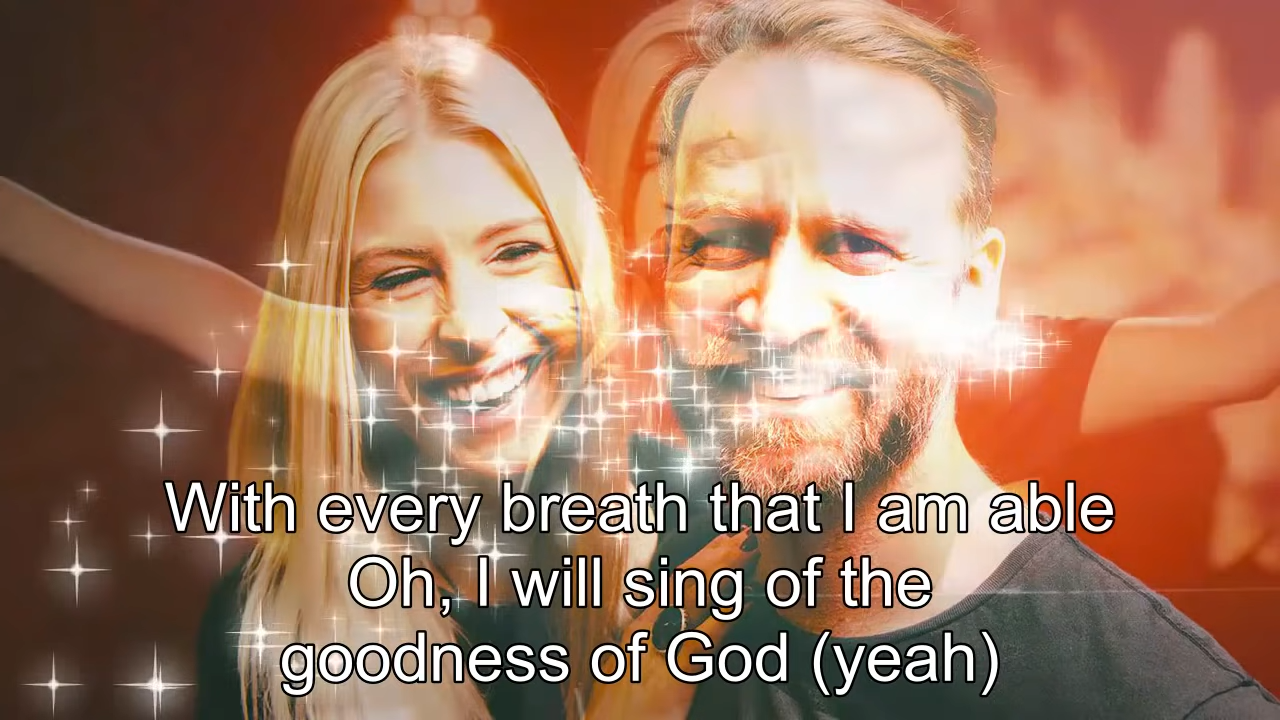 With every breath that I am able
Oh, I will sing of the
goodness of God (yeah)